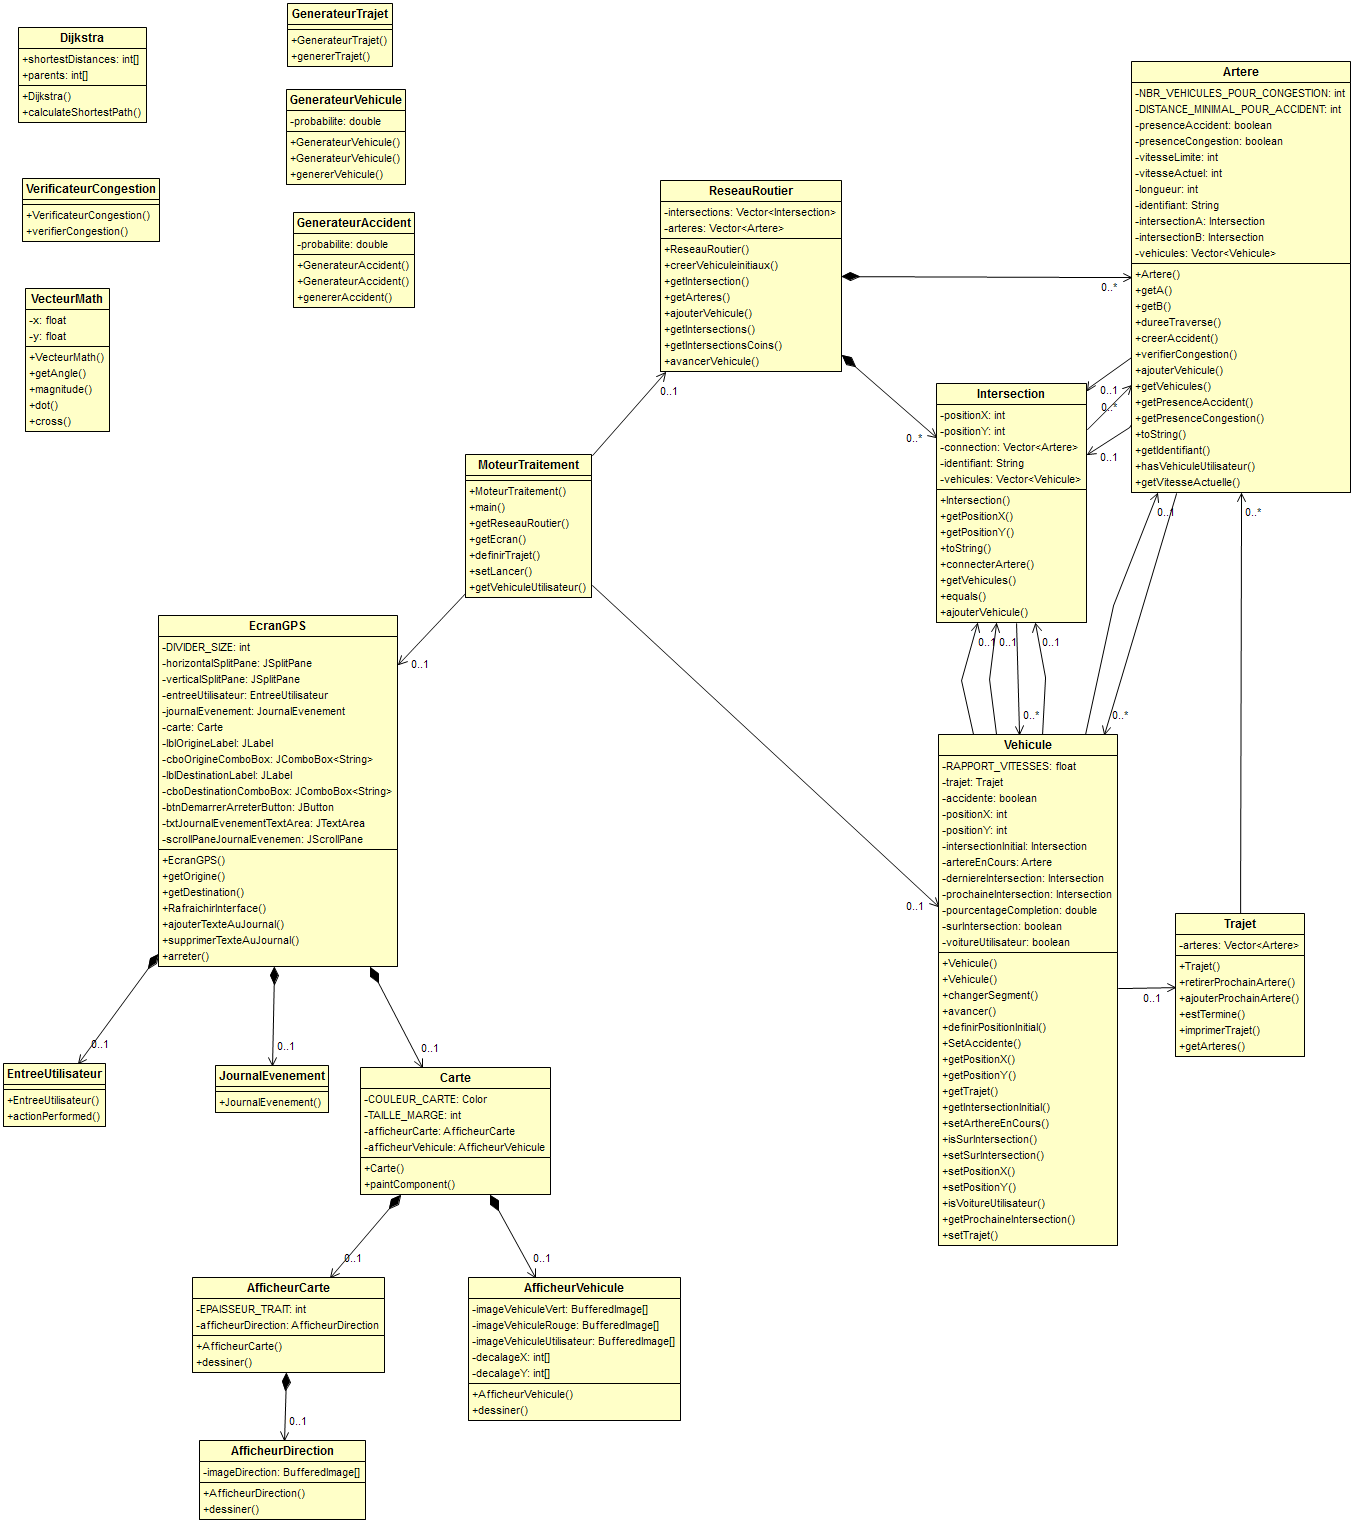 Dijkstra
+shortestDistances: int[]
+parents: int[]
+Dijkstra()
+calculateShortestPath()
GenerateurTrajet
+GenerateurTrajet()
+genererTrajet()
GenerateurVehicule
-probabilite: double
+GenerateurVehicule()
+GenerateurVehicule()
+genererVehicule()
VerificateurCongestion
+VerificateurCongestion()
+verifierCongestion()
GenerateurAccident
-probabilite: double
+GenerateurAccident()
+GenerateurAccident()
+genererAccident()
VecteurMath
-x: float
-y: float
+VecteurMath()
+getAngle()
+magnitude()
+dot()
+cross()
ReseauRoutier
-intersections: Vector<Intersection>
-arteres: Vector<Artere>
+ReseauRoutier()
+creerVehiculeinitiaux()
+getIntersection()
+getArteres()
+ajouterVehicule()
+getIntersections()
+getIntersectionsCoins()
+avancerVehicule()
0..*
0..*
0..1
Artere
-NBR_VEHICULES_POUR_CONGESTION: int
-DISTANCE_MINIMAL_POUR_ACCIDENT: int
-presenceAccident: boolean
-presenceCongestion: boolean
-vitesseLimite: int
-vitesseActuel: int
-longueur: int
-identifiant: String
-intersectionA: Intersection
-intersectionB: Intersection
-vehicules: Vector<Vehicule>
+Artere()
+getA()
+getB()
+dureeTraverse()
+creerAccident()
+verifierCongestion()
+ajouterVehicule()
+getVehicules()
+getPresenceAccident()
+getPresenceCongestion()
+toString()
+getIdentifiant()
+hasVehiculeUtilisateur()
+getVitesseActuelle()
0..1
0..*
0..1
0..1
0..*
Intersection
-positionX: int
-positionY: int
-connection: Vector<Artere>
-identifiant: String
-vehicules: Vector<Vehicule>
+Intersection()
+getPositionX()
+getPositionY()
+toString()
+connecterArtere()
+getVehicules()
+equals()
+ajouterVehicule()
0..1
0..1
0..1
0..*
0..*
MoteurTraitement
+MoteurTraitement()
+main()
+getReseauRoutier()
+getEcran()
+definirTrajet()
+setLancer()
+getVehiculeUtilisateur()
0..1
0..1
EcranGPS
-DIVIDER_SIZE: int
-horizontalSplitPane: JSplitPane
-verticalSplitPane: JSplitPane
-entreeUtilisateur: EntreeUtilisateur
-journalEvenement: JournalEvenement
-carte: Carte
-lblOrigineLabel: JLabel
-cboOrigineComboBox: JComboBox<String>
-lblDestinationLabel: JLabel
-cboDestinationComboBox: JComboBox<String>
-btnDemarrerArreterButton: JButton
-txtJournalEvenementTextArea: JTextArea
-scrollPaneJournalEvenemen: JScrollPane
+EcranGPS()
+getOrigine()
+getDestination()
+RafraichirInterface()
+ajouterTexteAuJournal()
+supprimerTexteAuJournal()
+arreter()
Vehicule
-RAPPORT_VITESSES: float
-trajet: Trajet
-accidente: boolean
-positionX: int
-positionY: int
-intersectionInitial: Intersection
-artereEnCours: Artere
-derniereIntersection: Intersection
-prochaineIntersection: Intersection
-pourcentageCompletion: double
-surIntersection: boolean
-voitureUtilisateur: boolean
+Vehicule()
+Vehicule()
+changerSegment()
+avancer()
+definirPositionInitial()
+SetAccidente()
+getPositionX()
+getPositionY()
+getTrajet()
+getIntersectionInitial()
+setArthereEnCours()
+isSurIntersection()
+setSurIntersection()
+setPositionX()
+setPositionY()
+isVoitureUtilisateur()
+getProchaineIntersection()
+setTrajet()
0..1
Trajet
-arteres: Vector<Artere>
+Trajet()
+retirerProchainArtere()
+ajouterProchainArtere()
+estTermine()
+imprimerTrajet()
+getArteres()
0..1
0..1
0..1
EntreeUtilisateur
+EntreeUtilisateur()
+actionPerformed()
JournalEvenement
+JournalEvenement()
Carte
-COULEUR_CARTE: Color
-TAILLE_MARGE: int
-afficheurCarte: AfficheurCarte
-afficheurVehicule: AfficheurVehicule
+Carte()
+paintComponent()
0..1
0..1
AfficheurCarte
-EPAISSEUR_TRAIT: int
-afficheurDirection: AfficheurDirection
+AfficheurCarte()
+dessiner()
AfficheurVehicule
-imageVehiculeVert: BufferedImage[]
-imageVehiculeRouge: BufferedImage[]
-imageVehiculeUtilisateur: BufferedImage[]
-decalageX: int[]
-decalageY: int[]
+AfficheurVehicule()
+dessiner()
0..1
AfficheurDirection
-imageDirection: BufferedImage[]
+AfficheurDirection()
+dessiner()